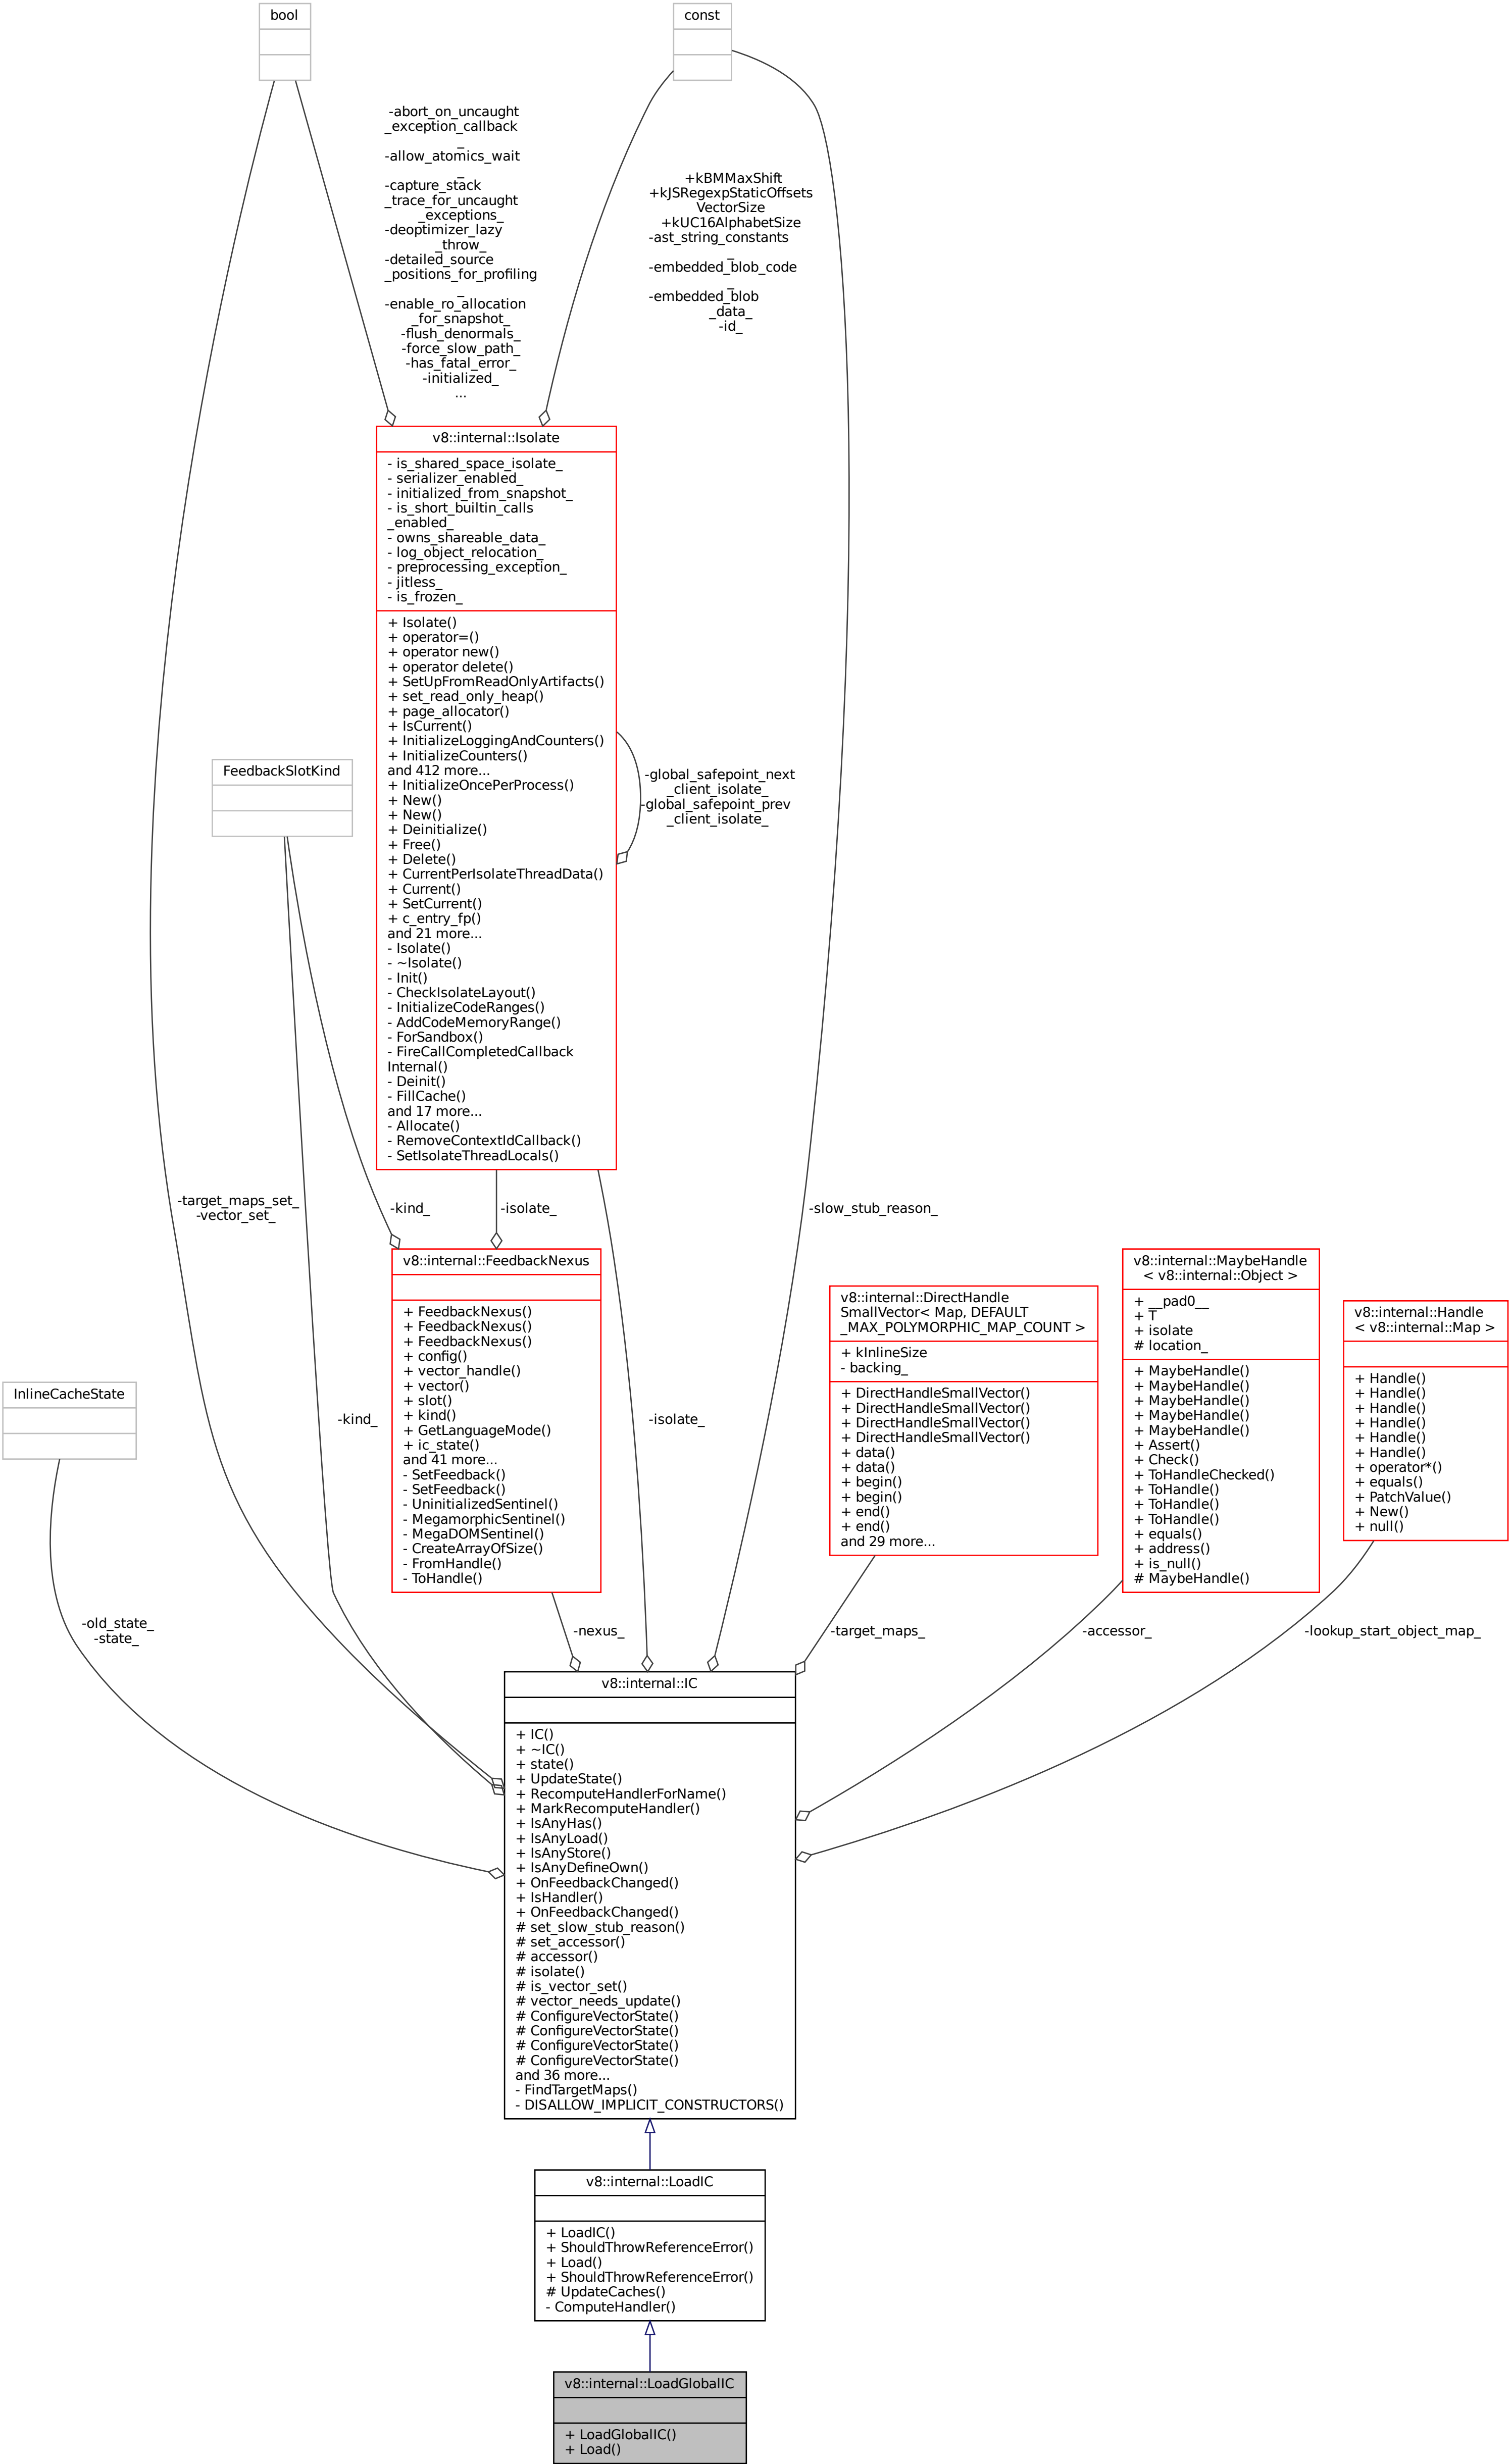 bool
const
-abort_on_uncaught
_exception_callback
_
-allow_atomics_wait
_
-capture_stack
_trace_for_uncaught
_exceptions_
-deoptimizer_lazy
_throw_
-detailed_source
_positions_for_profiling
_
-enable_ro_allocation
_for_snapshot_
-flush_denormals_
-force_slow_path_
-has_fatal_error_
-initialized_
...
+kBMMaxShift
+kJSRegexpStaticOffsets
VectorSize
+kUC16AlphabetSize
-ast_string_constants
_
-embedded_blob_code
_
-embedded_blob
_data_
-id_
v8::internal::Isolate
- is_shared_space_isolate_
- serializer_enabled_
- initialized_from_snapshot_
- is_short_builtin_calls
_enabled_
- owns_shareable_data_
- log_object_relocation_
- preprocessing_exception_
- jitless_
- is_frozen_
+ Isolate()
+ operator=()
+ operator new()
+ operator delete()
+ SetUpFromReadOnlyArtifacts()
+ set_read_only_heap()
+ page_allocator()
+ IsCurrent()
+ InitializeLoggingAndCounters()
+ InitializeCounters()
and 412 more...
+ InitializeOncePerProcess()
+ New()
+ New()
+ Deinitialize()
+ Free()
+ Delete()
+ CurrentPerIsolateThreadData()
+ Current()
+ SetCurrent()
+ c_entry_fp()
and 21 more...
- Isolate()
- ~Isolate()
- Init()
- CheckIsolateLayout()
- InitializeCodeRanges()
- AddCodeMemoryRange()
- ForSandbox()
- FireCallCompletedCallback
Internal()
- Deinit()
- FillCache()
and 17 more...
- Allocate()
- RemoveContextIdCallback()
- SetIsolateThreadLocals()
FeedbackSlotKind
-global_safepoint_next
_client_isolate_
-global_safepoint_prev
_client_isolate_
-target_maps_set_
-vector_set_
-kind_
-isolate_
-slow_stub_reason_
v8::internal::FeedbackNexus
+ FeedbackNexus()
+ FeedbackNexus()
+ FeedbackNexus()
+ config()
+ vector_handle()
+ vector()
+ slot()
+ kind()
+ GetLanguageMode()
+ ic_state()
and 41 more...
- SetFeedback()
- SetFeedback()
- UninitializedSentinel()
- MegamorphicSentinel()
- MegaDOMSentinel()
- CreateArrayOfSize()
- FromHandle()
- ToHandle()
v8::internal::DirectHandle
SmallVector< Map, DEFAULT
_MAX_POLYMORPHIC_MAP_COUNT >
+ kInlineSize
- backing_
+ DirectHandleSmallVector()
+ DirectHandleSmallVector()
+ DirectHandleSmallVector()
+ DirectHandleSmallVector()
+ data()
+ data()
+ begin()
+ begin()
+ end()
+ end()
and 29 more...
v8::internal::MaybeHandle
< v8::internal::Object >
+ __pad0__
+ T
+ isolate
# location_
+ MaybeHandle()
+ MaybeHandle()
+ MaybeHandle()
+ MaybeHandle()
+ MaybeHandle()
+ Assert()
+ Check()
+ ToHandleChecked()
+ ToHandle()
+ ToHandle()
+ ToHandle()
+ equals()
+ address()
+ is_null()
# MaybeHandle()
v8::internal::Handle
< v8::internal::Map >
+ Handle()
+ Handle()
+ Handle()
+ Handle()
+ Handle()
+ Handle()
+ operator*()
+ equals()
+ PatchValue()
+ New()
+ null()
InlineCacheState
-kind_
-isolate_
-old_state_
-state_
-nexus_
-target_maps_
-accessor_
-lookup_start_object_map_
v8::internal::IC
+ IC()
+ ~IC()
+ state()
+ UpdateState()
+ RecomputeHandlerForName()
+ MarkRecomputeHandler()
+ IsAnyHas()
+ IsAnyLoad()
+ IsAnyStore()
+ IsAnyDefineOwn()
+ OnFeedbackChanged()
+ IsHandler()
+ OnFeedbackChanged()
# set_slow_stub_reason()
# set_accessor()
# accessor()
# isolate()
# is_vector_set()
# vector_needs_update()
# ConfigureVectorState()
# ConfigureVectorState()
# ConfigureVectorState()
# ConfigureVectorState()
and 36 more...
- FindTargetMaps()
- DISALLOW_IMPLICIT_CONSTRUCTORS()
v8::internal::LoadIC
+ LoadIC()
+ ShouldThrowReferenceError()
+ Load()
+ ShouldThrowReferenceError()
# UpdateCaches()
- ComputeHandler()
v8::internal::LoadGlobalIC
+ LoadGlobalIC()
+ Load()